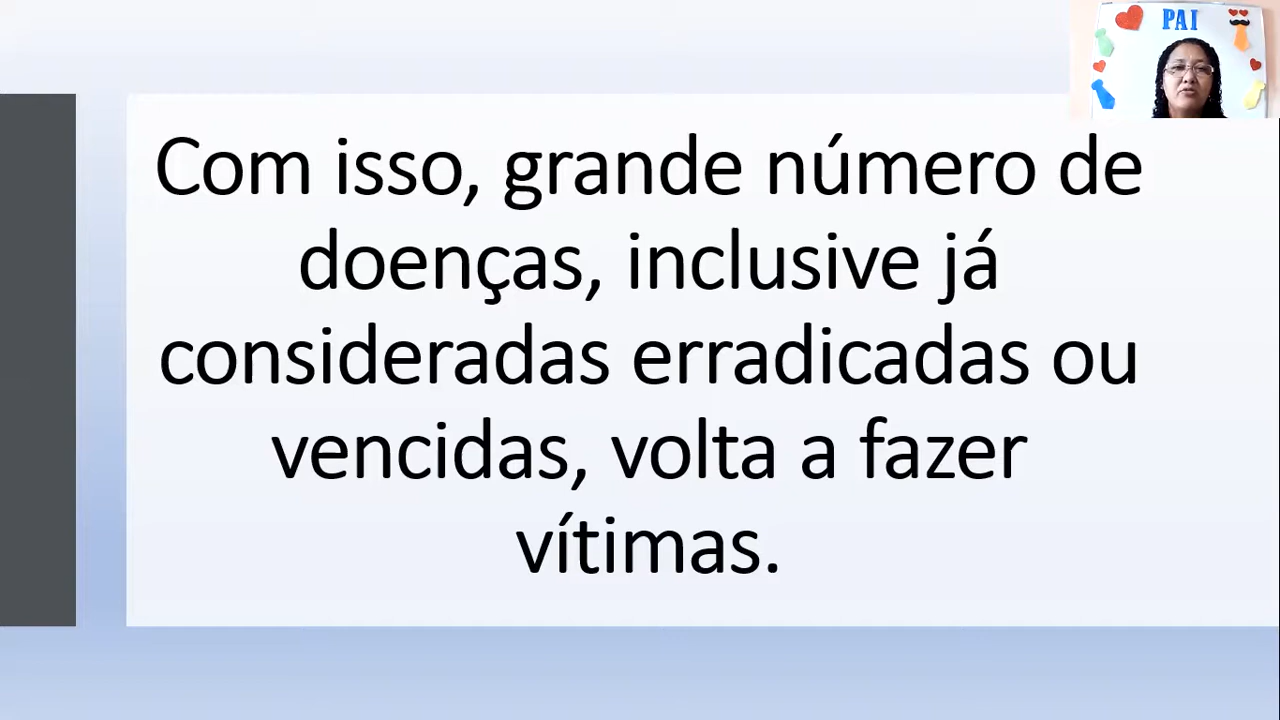 PAI
Com isso, grande número de
doenças, inclusive já
consideradas erradicadas ou
vencidas, volta a fazer
vítimas.